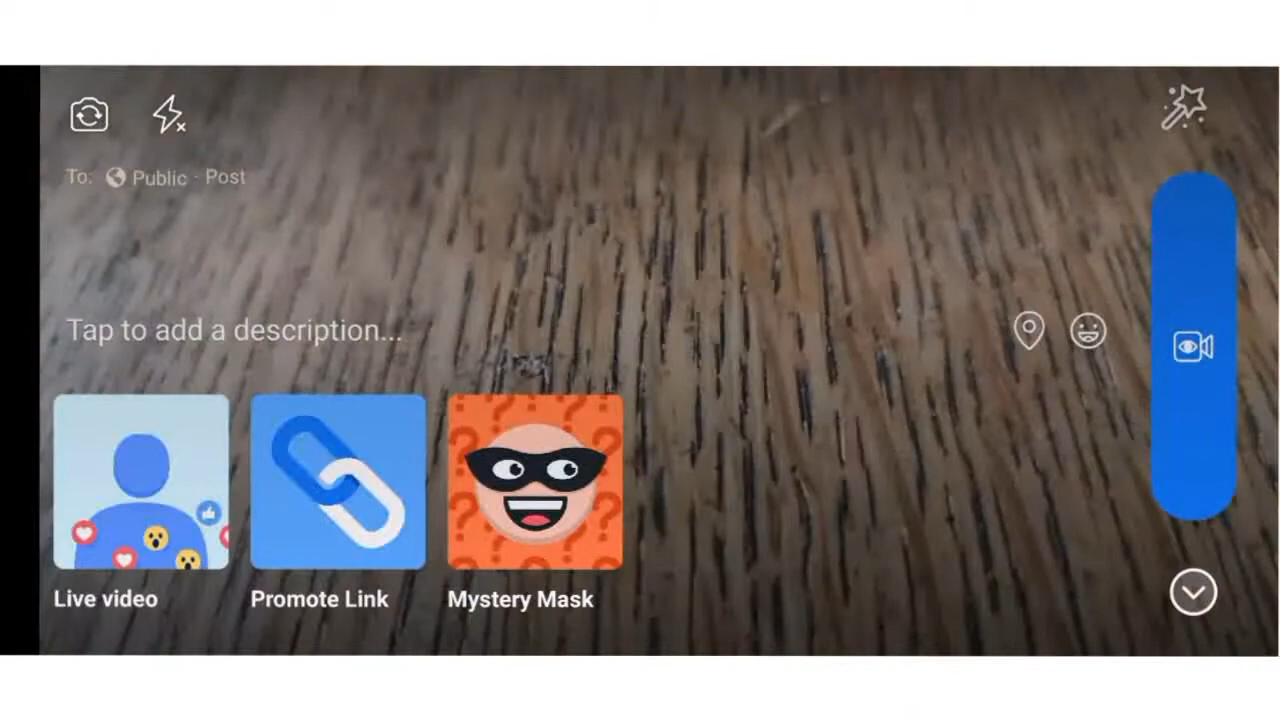 To: Public · Post
Tap to add a description...
Live video
Promote Link
Mystery Mask